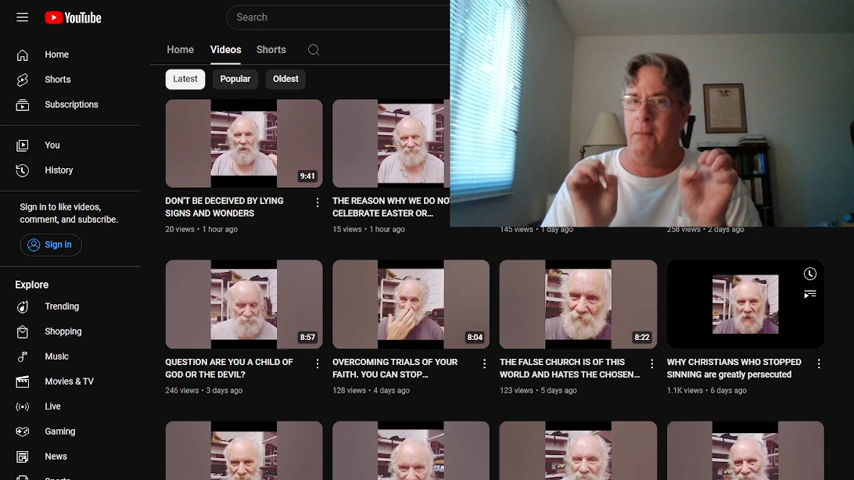 YouTube
Search
Home
Shorts
Subscriptions
You
History
Sign in to like videos,
comment, and subscribe.
Sign in
Explore
Trending
Shopping
Music
Movies & TV
Live
Gaming
News
Home Videos Shorts
Latest Popular Oldest
9:41
DON'T BE DECEIVED BY LYING
SIGNS AND WONDERS
20 views • 1 hour ago
THE REASON WHY WE DO NO
CELEBRATE EASTER OR...
15 views • 1 hour ago
145 views • 1 day ago
258 views • 2 days ago
8:57
QUESTION ARE YOU A CHILD OF
GOD OR THE DEVIL?
246 views • 3 days ago
8:04
OVERCOMING TRIALS OF YOUR
FAITH. YOU CAN STOP...
128 views • 4 days ago
8:22
THE FALSE CHURCH IS OF THIS
WORLD AND HATES THE CHOSEN...
123 views • 5 days ago
WHY CHRISTIANS WHO STOPPED
SINNING are greatly persecuted
1.1K views • 6 days ago